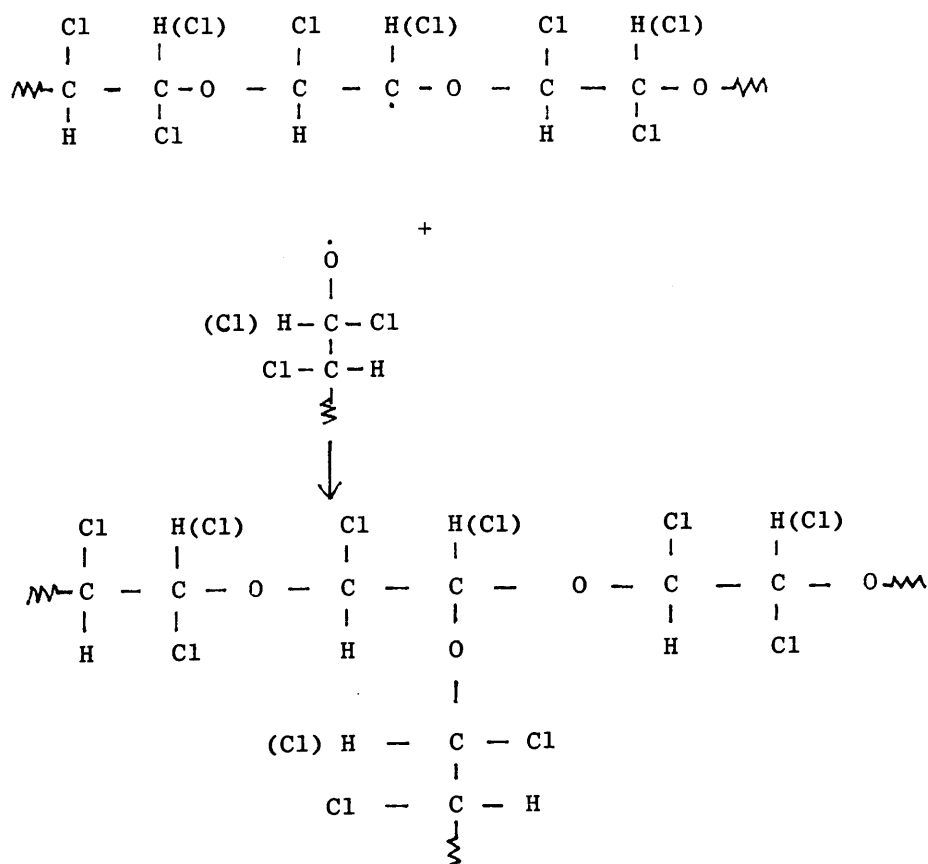 Cl H(Cl) Cl H(Cl) Cl H(Cl)
C - C - O - C - C - O - C - C - O
H Cl H · H Cl
+
·
O
(Cl) H - C - Cl
Cl - C - H
Cl H(Cl) Cl H(Cl) Cl H(Cl)
C - C - O - C - C - O - C - C - O
H Cl H O H Cl
(Cl) H - C - Cl
Cl - C - H